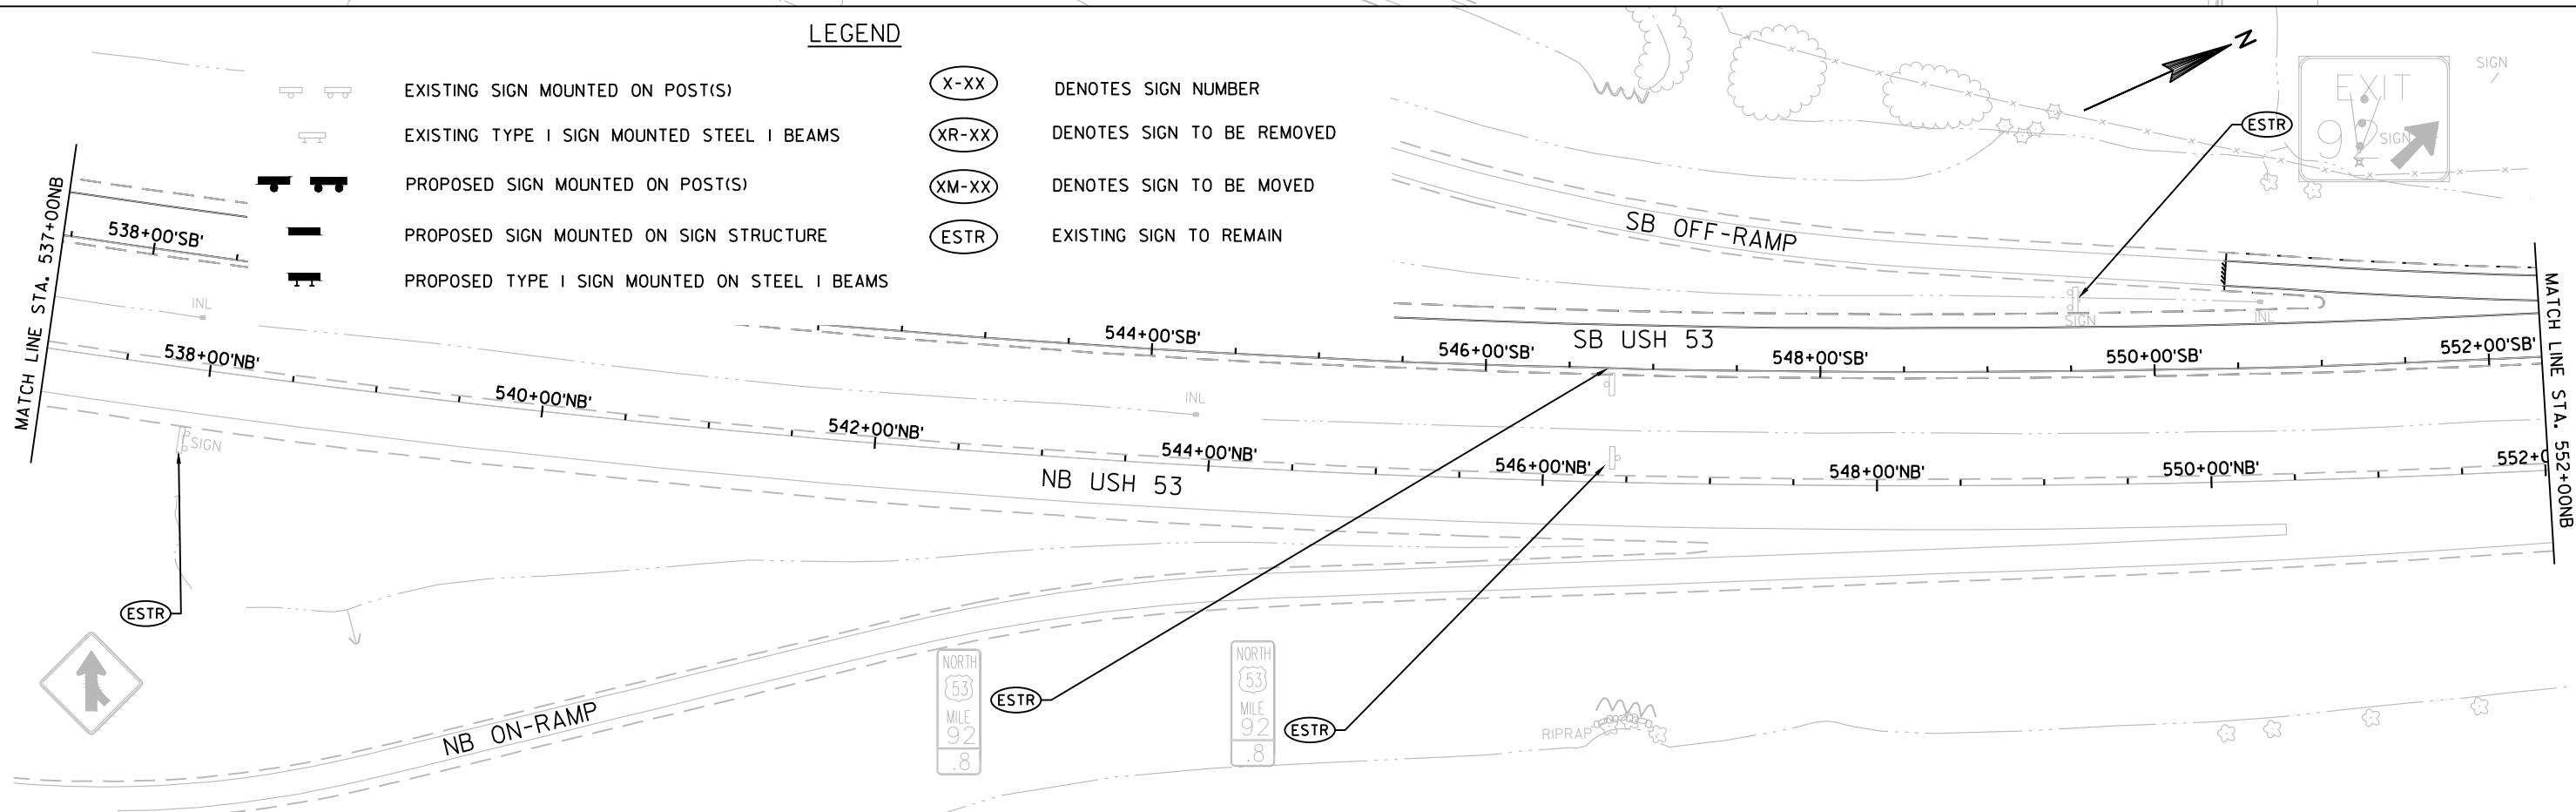 LEGEND
EXISTING SIGN MOUNTED ON POST(S)
EXISTING TYPE I SIGN MOUNTED STEEL I BEAMS
PROPOSED SIGN MOUNTED ON POST(S)
PROPOSED SIGN MOUNTED ON SIGN STRUCTURE
PROPOSED TYPE I SIGN MOUNTED ON STEEL I BEAMS
X-XX DENOTES SIGN NUMBER
XR-XX DENOTES SIGN TO BE REMOVED
XM-XX DENOTES SIGN TO BE MOVED
ESTR EXISTING SIGN TO REMAIN
N
SIGN
EXIT
92
SIGN
ESTR
MATCH LINE STA. 537+00NB
538+00'SB'
INL
SB OFF-RAMP
SIGN
INL
544+00'SB'
546+00'SB'
SB USH 53
548+00'SB'
550+00'SB'
552+00'SB'
MATCH LINE STA. 552+00NB
538+00'NB'
540+00'NB'
INL
542+00'NB'
544+00'NB'
546+00'NB'
548+00'NB'
550+00'NB'
552+0
SIGN
NB USH 53
ESTR
NB ON-RAMP
NORTH
53
MILE
92
.8
ESTR
NORTH
53
MILE
92
.8
ESTR
RIPRAP